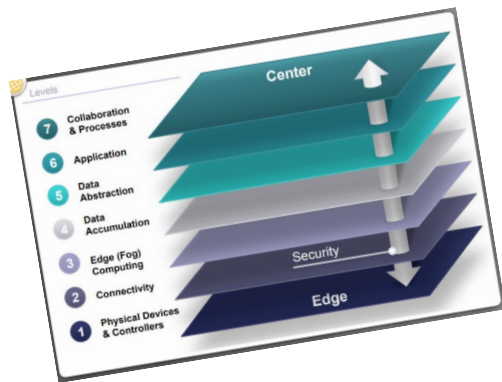 Levels
7
Collaboration
& Processes
6
Application
5
Data
Abstraction
4
Data
Accumulation
3
Edge (Fog)
Computing
2
Connectivity
1
Physical Devices
& Controllers
Center
Security
Edge